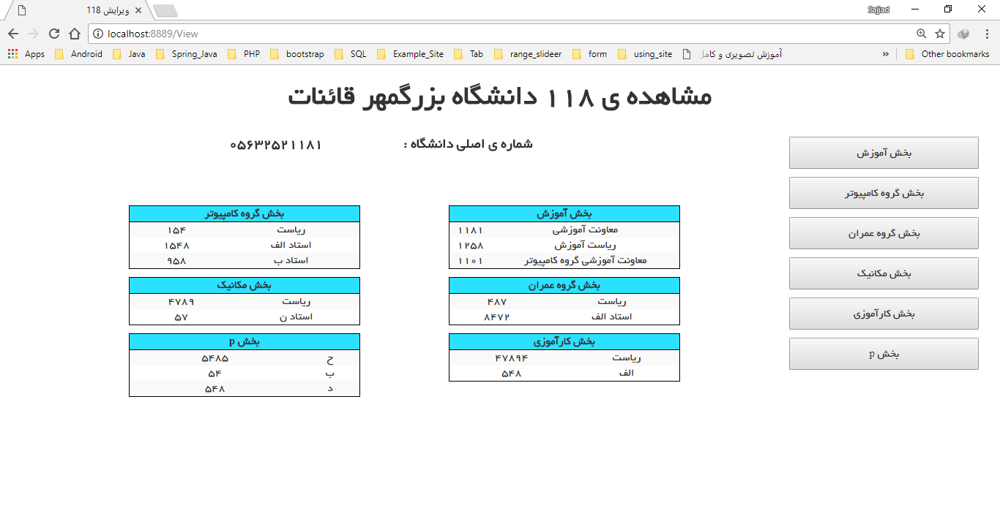 ویرایش 118
Sajjad
localhost:8889/View
Apps Android Java Spring_Java PHP bootstrap SQL Example_Site Tab range_slideer form using_site آموزش تصویری و کامل » Other bookmarks
مشاهده ی ۱۱۸ دانشگاه بزرگمهر قائنات
شماره ی اصلی دانشگاه : ۰۵۶۳۲۵۲۱۱۸۱
بخش آموزش
بخش گروه کامپیوتر
بخش گروه عمران
بخش مکانیک
بخش کارآموزی
بخش p
بخش آموزش
معاونت آموزشی ۱۱۸۱
ریاست آموزش ۱۲۵۸
معاونت آموزشی گروه کامپیوتر ۱۱۰۱
بخش گروه کامپیوتر
ریاست ۱۵۴
استاد الف ۱۵۴۸
استاد ب ۹۵۸
بخش گروه عمران
ریاست ۴۸۷
استاد الف ۸۴۷۲
بخش مکانیک
ریاست ۴۷۸۹
استاد ن ۵۷
بخش کارآموزی
ریاست ۴۷۸۹۴
الف ۵۴۸
بخش p
ح ۵۴۸۵
ب ۵۴
د ۵۴۸